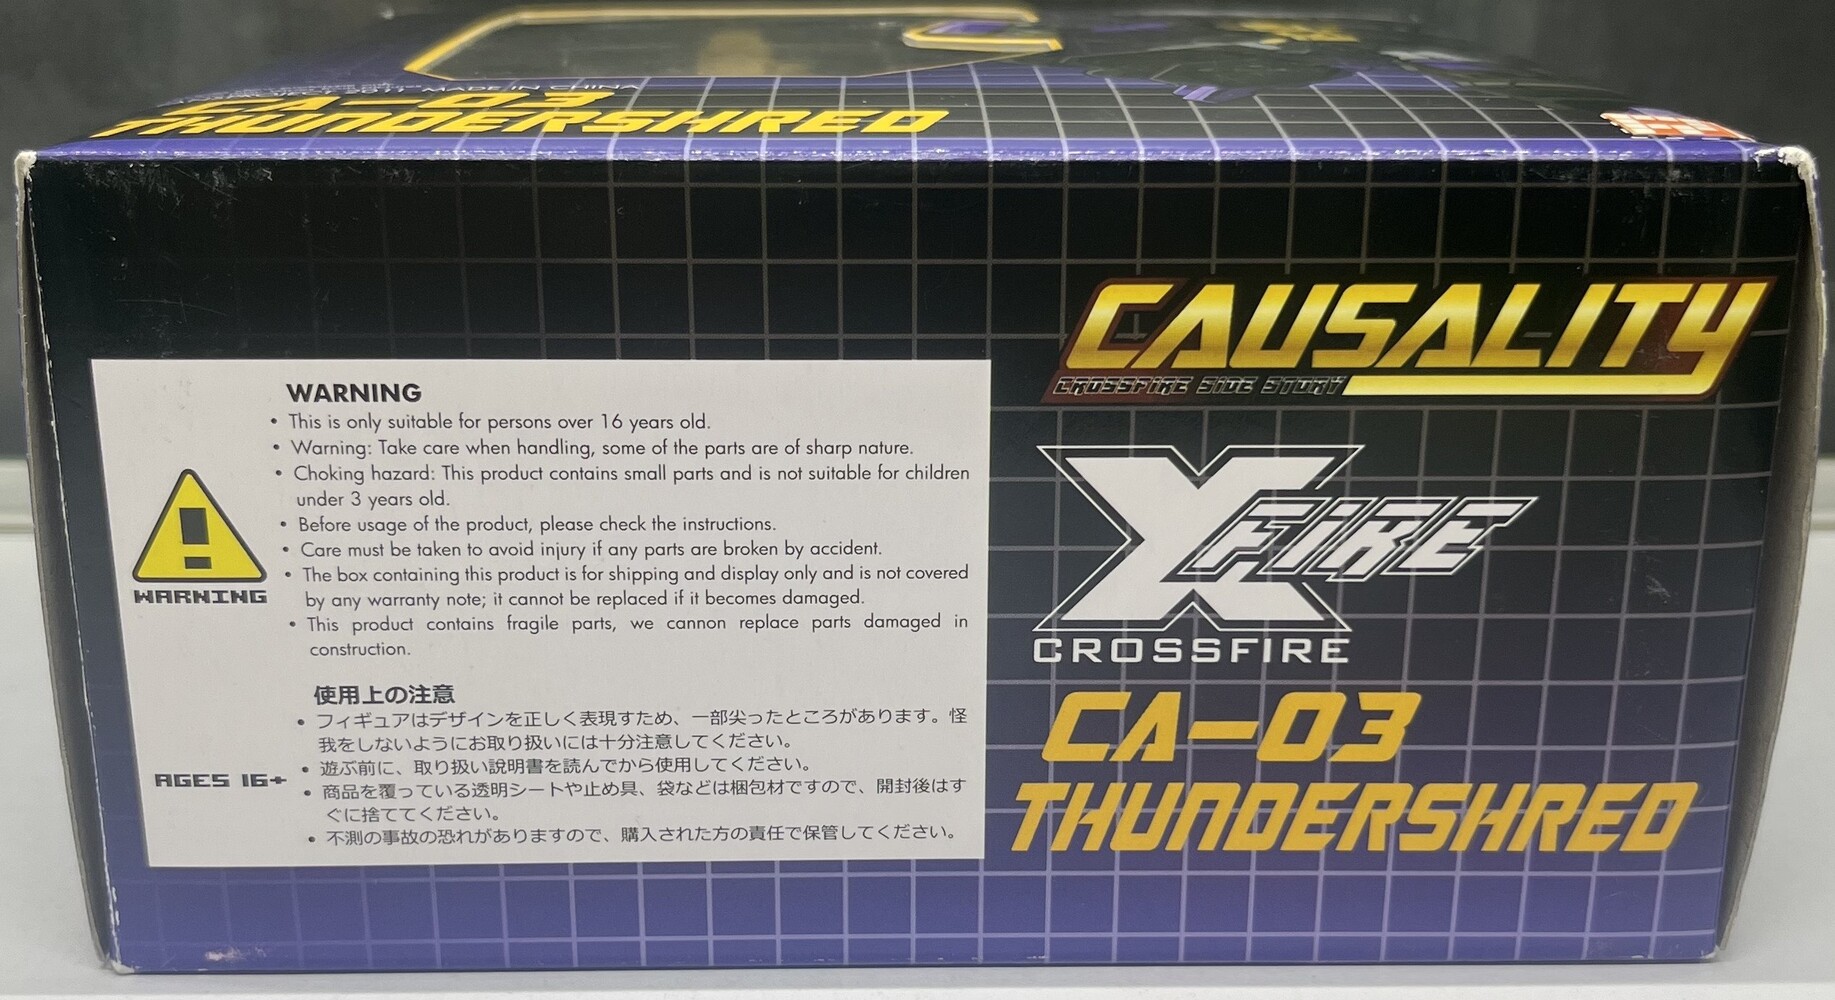 2011 MADE IN CHINA
CA-03
THUNDERSHRED
CAUSALITY
CROSSFIRE SIDE STORY
X FIRE
CROSSFIRE
CA-03
THUNDERSHRED
WARNING
• This is only suitable for persons over 16 years old.
• Warning: Take care when handling, some of the parts are of sharp nature.
• Choking hazard: This product contains small parts and is not suitable for children
under 3 years old.
• Before usage of the product, please check the instructions.
• Care must be taken to avoid injury if any parts are broken by accident.
• The box containing this product is for shipping and display only and is not covered
by any warranty note; it cannot be replaced if it becomes damaged.
• This product contains fragile parts, we cannon replace parts damaged in
construction.
WARNING
使用上の注意
• フィギュアはデザインを正しく表現すため、一部尖ったところがあります。怪
我をしないようにお取り扱いには十分注意してください。
• 遊ぶ前に、取り扱い説明書を読んでから使用してください。
• 商品を覆っている透明シートや止め具、袋などは梱包材ですので、開封後はす
ぐに捨ててください。
• 不測の事故の恐れがありますので、購入された方の責任で保管してください。
AGES 16+